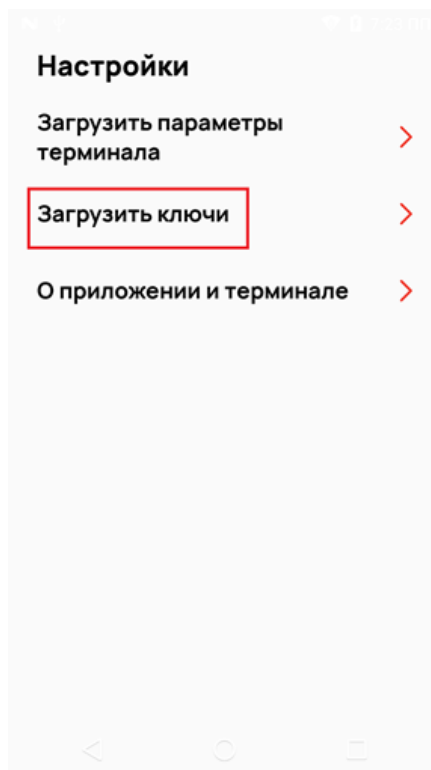 Настройки
Загрузить параметры
терминала
Загрузить ключи
О приложении и терминале